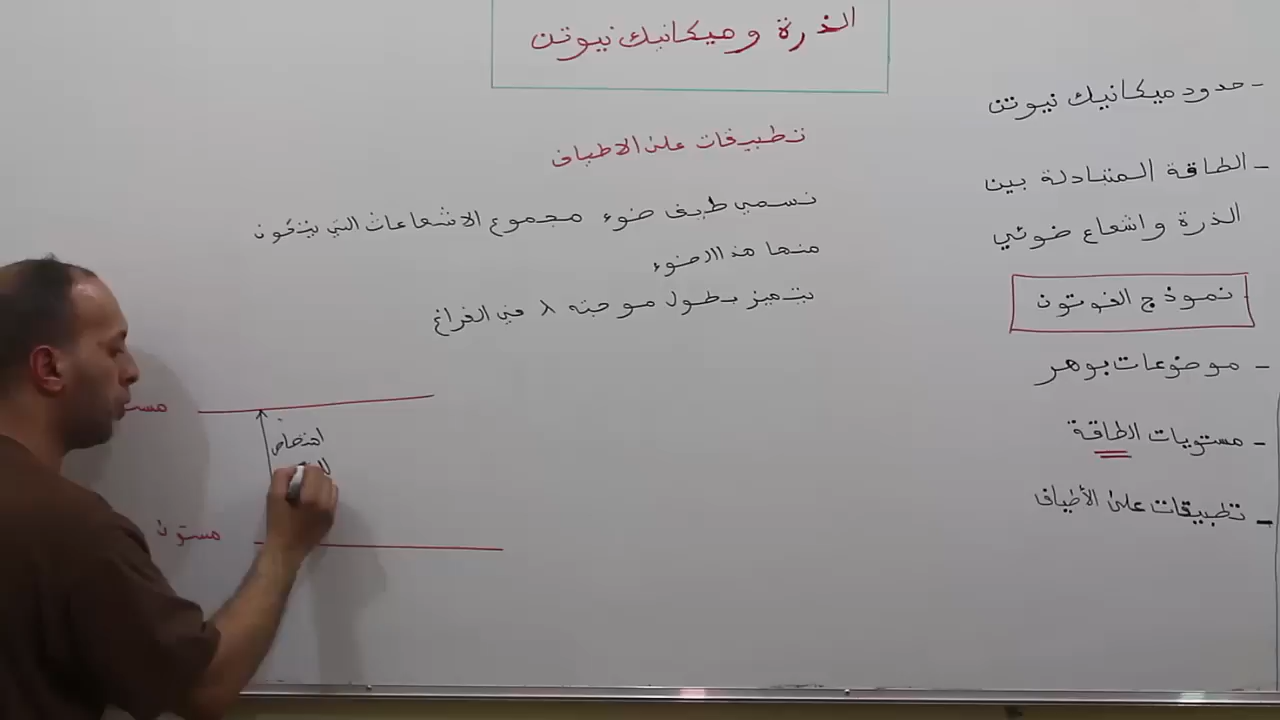 الذرة وميكانيك نيوتن
- حدود ميكانيك نيوتن
- الطاقة المتبادلة بين
الذرة واشعاع ضوئي
نموذج الفوتون
- موضوعات بوهر
- مستويات الطاقة
- تطبيقات على الأطياف
تطبيقات على الاطياف
نسمي طيف ضوء مجموع الاشعاعات التي يتكون
منها هذا الضوء
يتميز بطول موجته λ في الفراغ
امتصاص